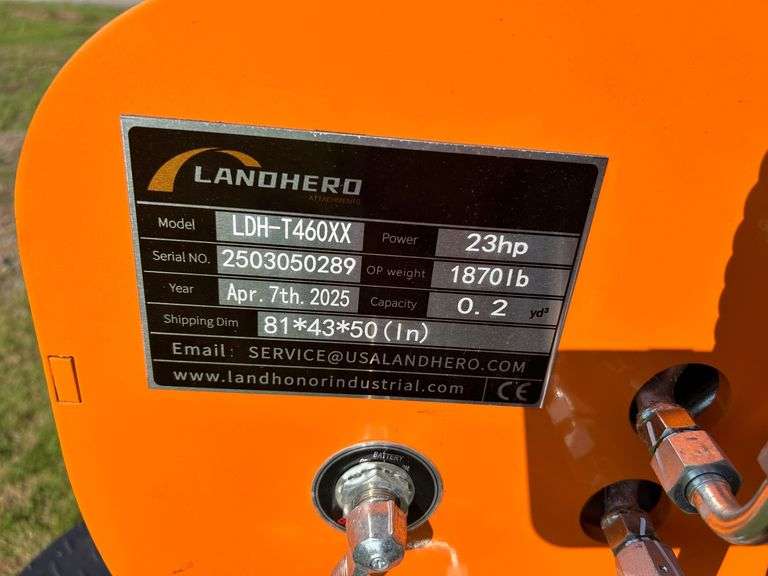 LANDHERO
ATTACHMENTS
Model LDH-T460XX Power 23hp
Serial NO. 2503050289 OP weight 1870lb
Year Apr. 7th. 2025 Capacity 0. 2 yd³
Shipping Dim 81*43*50(In)
Email: SERVICE@USALANDHERO.COM
www.landhonorindustrial.com CE
BATTERY